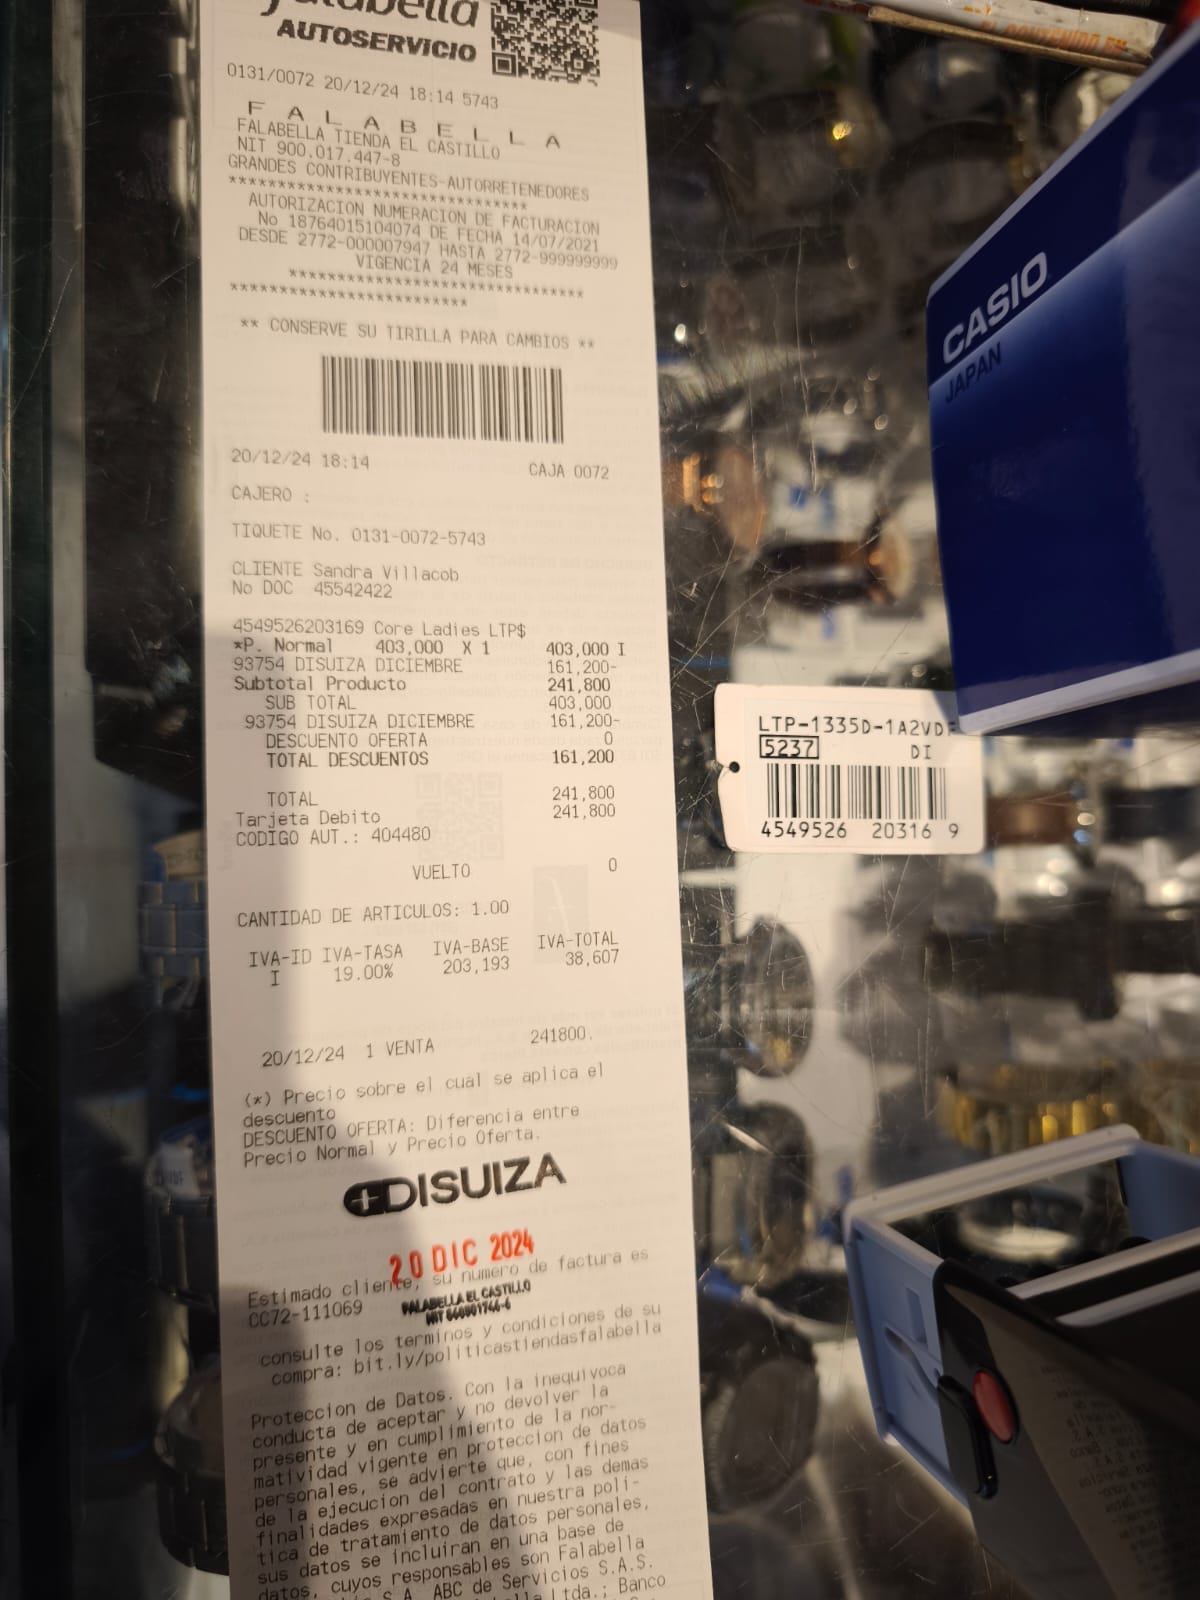 falabella
AUTOSERVICIO
0131/0072 20/12/24 18:14 5743
F A L A B E L L A
FALABELLA TIENDA EL CASTILLO
NIT 900.017.447-8
GRANDES CONTRIBUYENTES-AUTORRETENEDORES
********************************
AUTORIZACION NUMERACION DE FACTURACION
No 18764015104074 DE FECHA 14/07/2021
DESDE 2772-000007947 HASTA 2772-999999999
VIGENCIA 24 MESES
********************************
*************************
** CONSERVE SU TIRILLA PARA CAMBIOS **
20/12/24 18:14 CAJA 0072
CAJERO :
TIQUETE No. 0131-0072-5743
CLIENTE Sandra Villacob
No DOC 45542422
4549526203169 Core Ladies LTP$
*P. Normal 403,000 X 1 403,000 I
93754 DISUIZA DICIEMBRE 161,200-
Subtotal Producto 241,800
SUB TOTAL 403,000
93754 DISUIZA DICIEMBRE 161,200-
DESCUENTO OFERTA 0
TOTAL DESCUENTOS 161,200
TOTAL 241,800
Tarjeta Debito 241,800
CODIGO AUT.: 404480
VUELTO 0
CANTIDAD DE ARTICULOS: 1.00
IVA-ID IVA-TASA IVA-BASE IVA-TOTAL
I 19.00% 203,193 38,607
20/12/24 1 VENTA 241800.
(*) Precio sobre el cual se aplica el
descuento
DESCUENTO OFERTA: Diferencia entre
Precio Normal y Precio Oferta.
DISUIZA
20 DIC 2024
Estimado cliente, su numero de factura es
CC72-111069
FALABELLA EL CASTILLO
consulte los terminos y condiciones de su
compra: bit.ly/politicastiendasfalabella
Proteccion de Datos. Con la inequivoca
conducta de aceptar y no devolver la
presente y en cumplimiento de la nor-
matividad vigente en proteccion de datos
personales, se advierte que, con fines
de la ejecucion del contrato y las demas
finalidades expresadas en nuestra poli-
tica de tratamiento de datos personales,
sus datos se incluiran en una base de
datos, cuyos responsables son Falabella
S.A. ABC de Servicios S.A.S.
Ltda.; Banco
CASIO
JAPAN
LTP-1335D-1A2VDF
5237 DI
4549526 20316 9